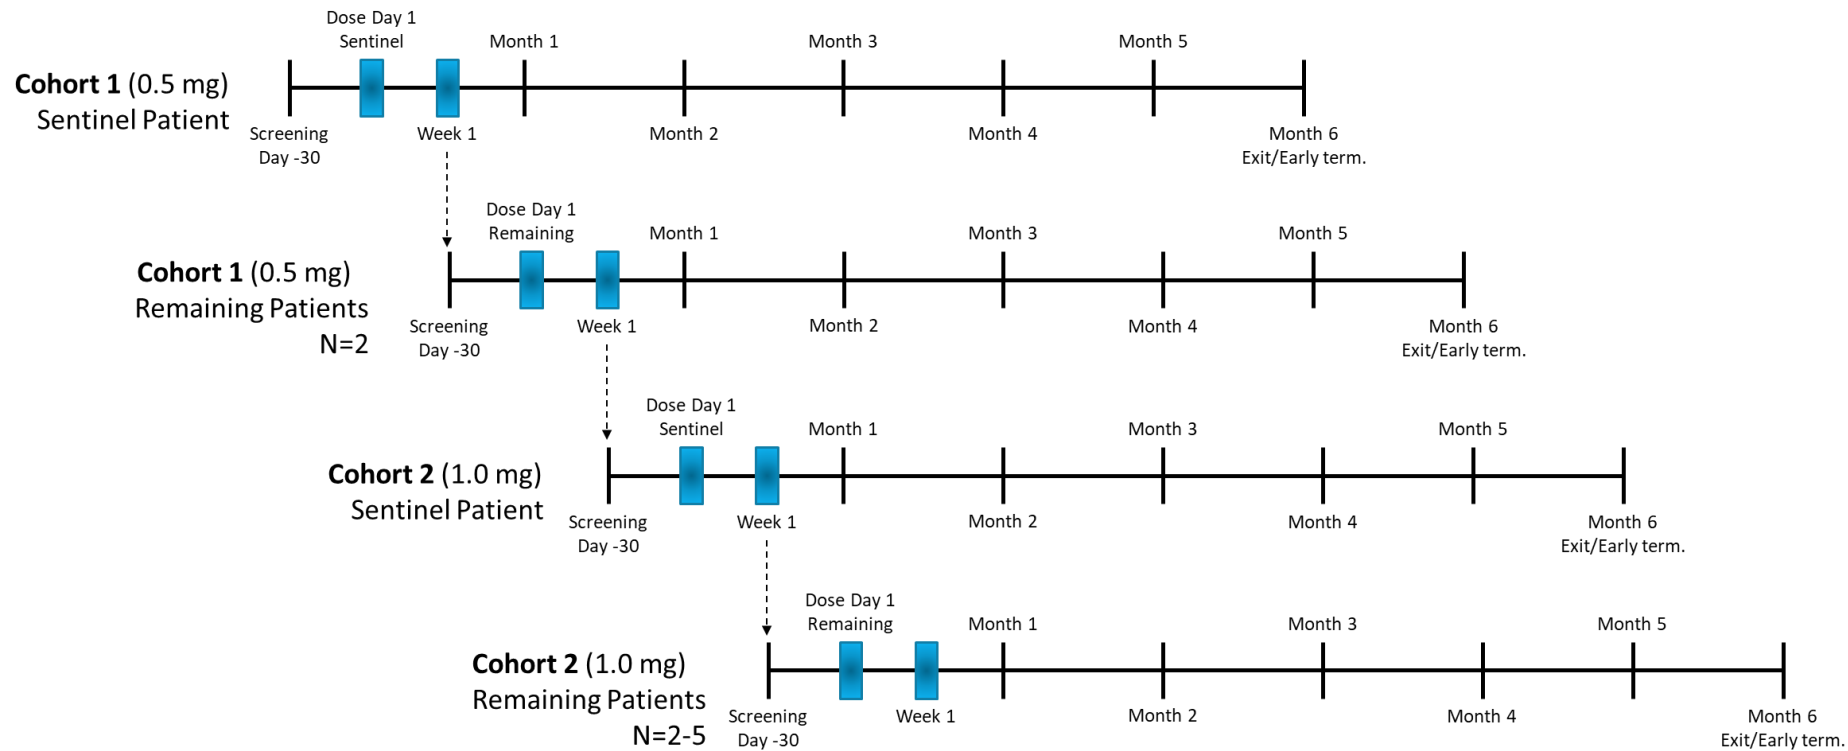 Dose Day 1
Sentinel
Month 1
Month 3
Month 5
Cohort 1 (0.5 mg)
Sentinel Patient
Screening
Day -30
Week 1
Month 2
Month 4
Month 6
Exit/Early term.
Dose Day 1
Remaining
Month 1
Month 3
Month 5
Cohort 1 (0.5 mg)
Remaining Patients
N=2
Screening
Day -30
Week 1
Month 2
Month 4
Month 6
Exit/Early term.
Dose Day 1
Sentinel
Month 1
Month 3
Month 5
Cohort 2 (1.0 mg)
Sentinel Patient
Screening
Day -30
Week 1
Month 2
Month 4
Month 6
Exit/Early term.
Dose Day 1
Remaining
Month 1
Month 3
Month 5
Cohort 2 (1.0 mg)
Remaining Patients
N=2-5
Screening
Day -30
Week 1
Month 2
Month 4
Month 6
Exit/Early term.